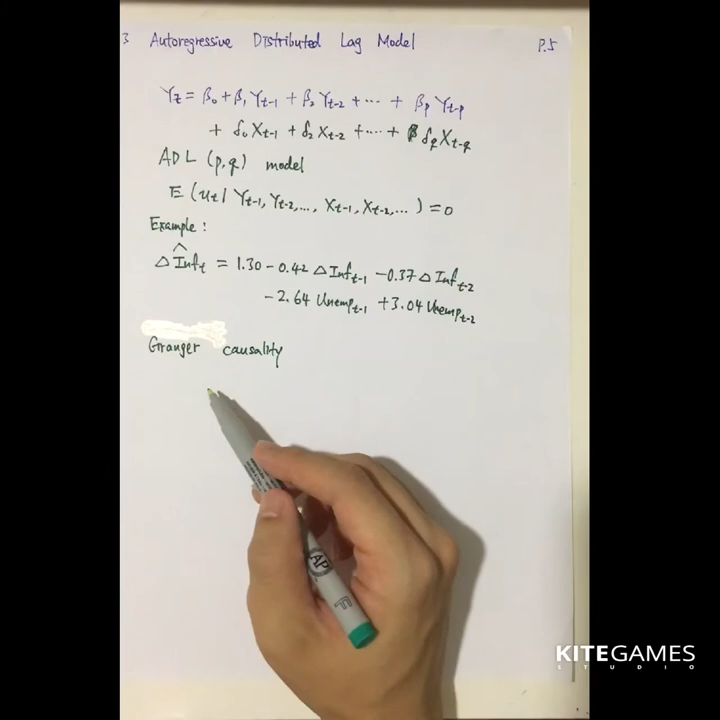 3 Autoregressive Distributed Lag Model P.5
Yt = β₀ + β₁ Yt-1 + β₂ Yt-2 + ... + βp Yt-p
+ δ₀ Xt-1 + δ₂ Xt-2 + ... + δq Xt-q
ADL (p,q) model
E (ut | Yt-1, Yt-2, ..., Xt-1, Xt-2, ...) = 0
Example:
Δ Inf̂t = 1.30 - 0.42 Δ Inft-1 - 0.37 Δ Inft-2
- 2.64 Unempt-1 + 3.04 Unempt-2
Granger causality
AP
F
KITEGAMES
STUDIO